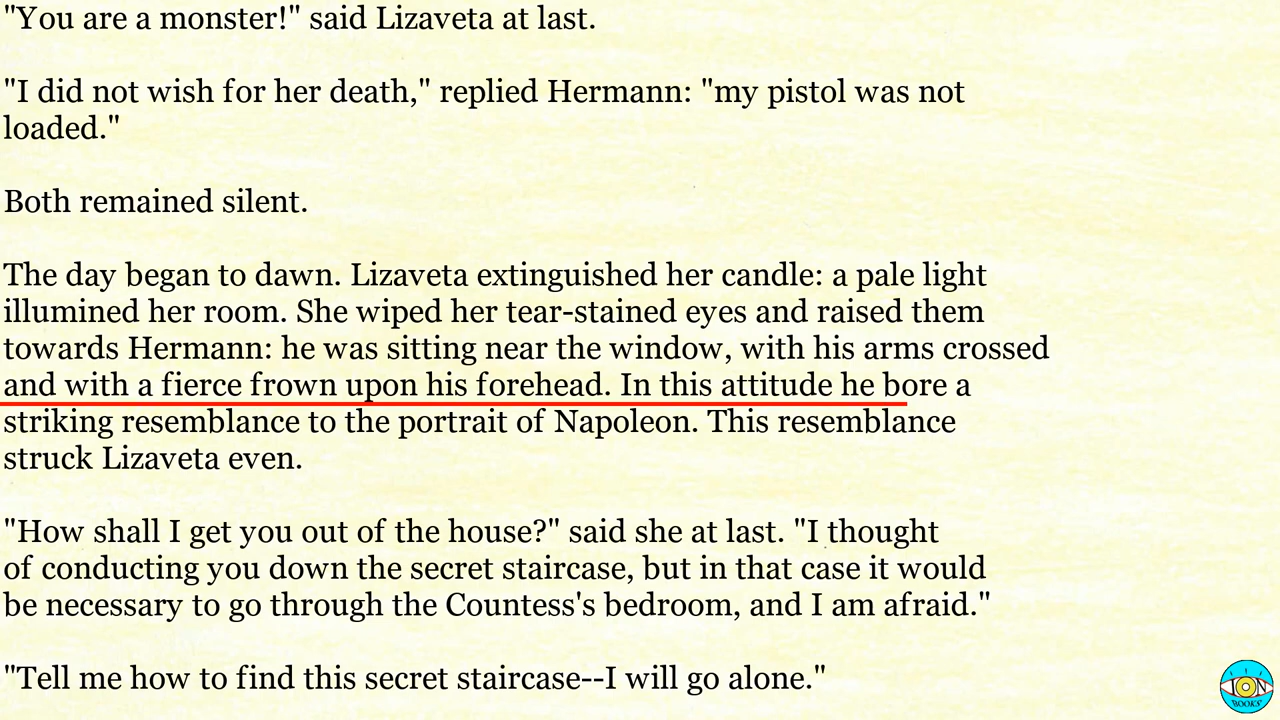 "You are a monster!" said Lizaveta at last.
"I did not wish for her death," replied Hermann: "my pistol was not
loaded."
Both remained silent.
The day began to dawn. Lizaveta extinguished her candle: a pale light
illumined her room. She wiped her tear-stained eyes and raised them
towards Hermann: he was sitting near the window, with his arms crossed
and with a fierce frown upon his forehead. In this attitude he bore a
striking resemblance to the portrait of Napoleon. This resemblance
struck Lizaveta even.
"How shall I get you out of the house?" said she at last. "I thought
of conducting you down the secret staircase, but in that case it would
be necessary to go through the Countess's bedroom, and I am afraid."
"Tell me how to find this secret staircase--I will go alone."
ION
BOOKS